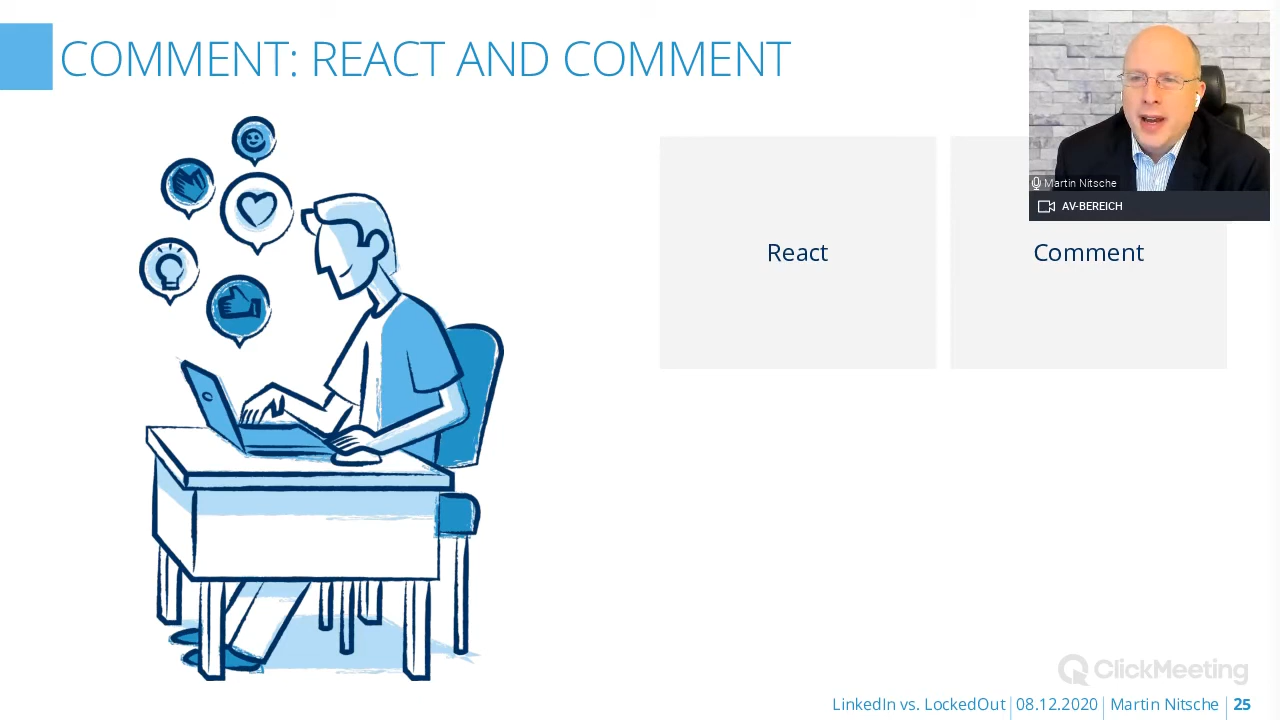 COMMENT: REACT AND COMMENT
Martin Nitsche
AV-BEREICH
React
Comment
ClickMeeting
LinkedIn vs. LockedOut 08.12.2020 Martin Nitsche 25